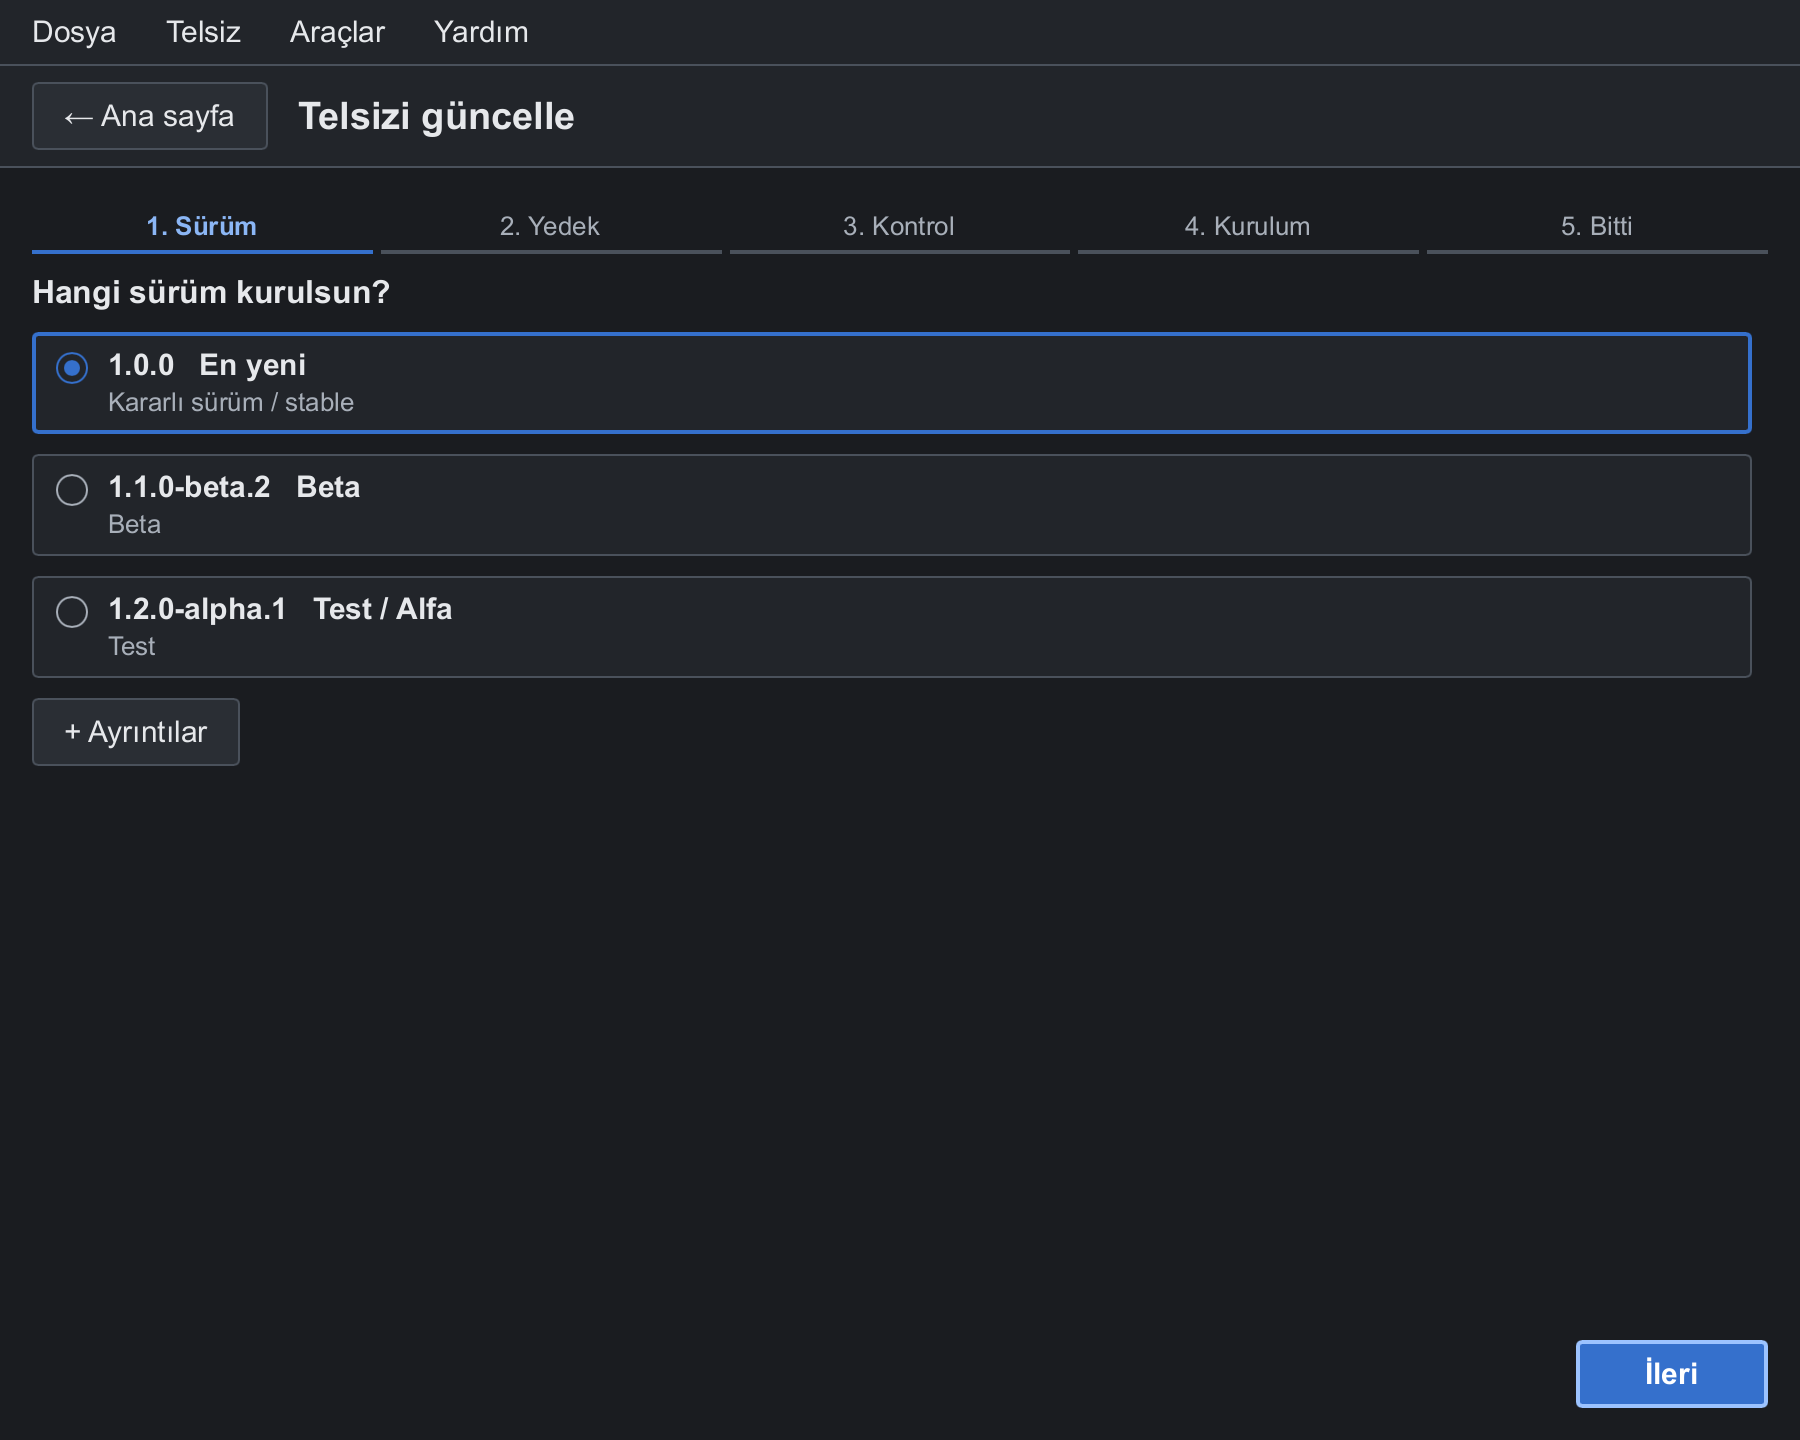 Dosya Telsiz Araçlar Yardım
← Ana sayfa Telsizi güncelle
1. Sürüm 2. Yedek 3. Kontrol 4. Kurulum 5. Bitti
Hangi sürüm kurulsun?
1.0.0 En yeni
Kararlı sürüm / stable
1.1.0-beta.2 Beta
Beta
1.2.0-alpha.1 Test / Alfa
Test
+ Ayrıntılar
İleri